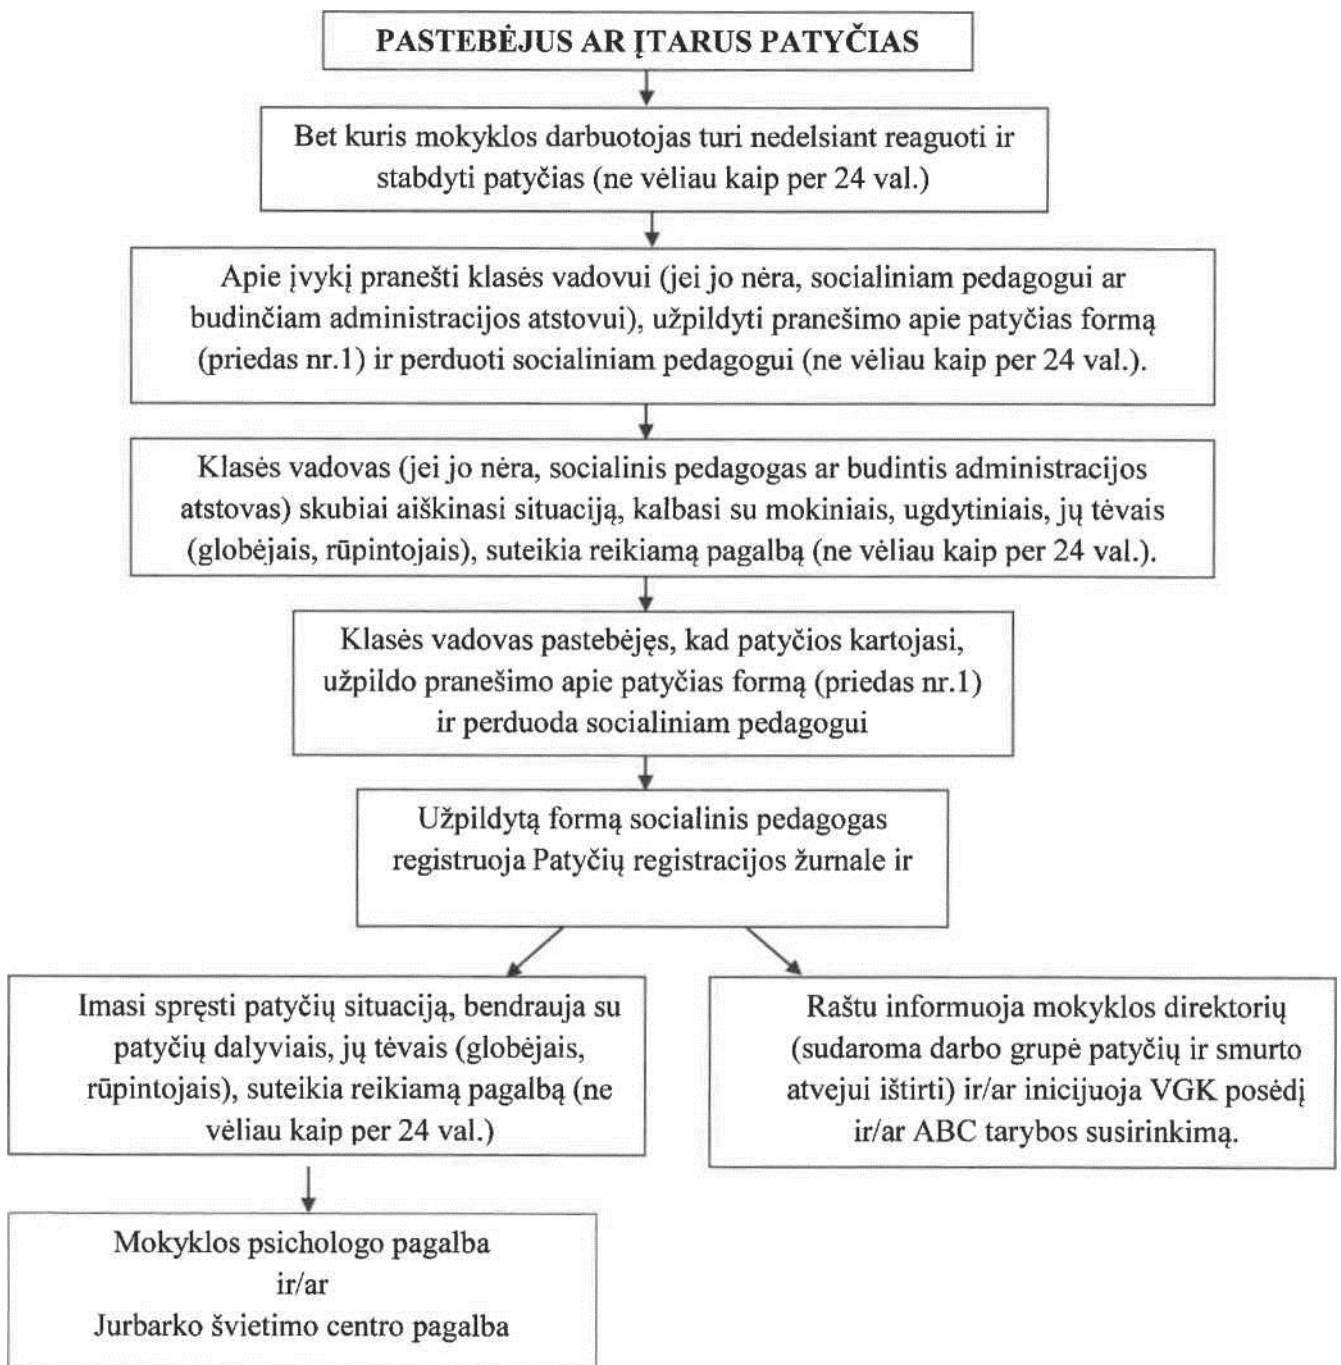 PASTEBĖJUS AR ĮTARUS PATYČIAS
Bet kuris mokyklos darbuotojas turi nedelsiant reaguoti ir
stabdyti patyčias (ne vėliau kaip per 24 val.)
Apie įvykį pranešti klasės vadovui (jei jo nėra, socialiniam pedagogui ar
budinčiam administracijos atstovui), užpildyti pranešimo apie patyčias formą
(priedas nr.1) ir perduoti socialiniam pedagogui (ne vėliau kaip per 24 val.).
Klasės vadovas (jei jo nėra, socialinis pedagogas ar budintis administracijos
atstovas) skubiai aiškinasi situaciją, kalbasi su mokiniais, ugdytiniais, jų tėvais
(globėjais, rūpintojais), suteikia reikiamą pagalbą (ne vėliau kaip per 24 val.).
Klasės vadovas pastebėjęs, kad patyčios kartojasi,
užpildo pranešimo apie patyčias formą (priedas nr.1)
ir perduoda socialiniam pedagogui
Užpildytą formą socialinis pedagogas
registruoja Patyčių registracijos žurnale ir
Imasi spręsti patyčių situaciją, bendrauja su
patyčių dalyviais, jų tėvais (globėjais,
rūpintojais), suteikia reikiamą pagalbą (ne
vėliau kaip per 24 val.)
Raštu informuoja mokyklos direktorių
(sudaroma darbo grupė patyčių ir smurto
atvejui ištirti) ir/ar inicijuoja VGK posėdį
ir/ar ABC tarybos susirinkimą.
Mokyklos psichologo pagalba
ir/ar
Jurbarko švietimo centro pagalba